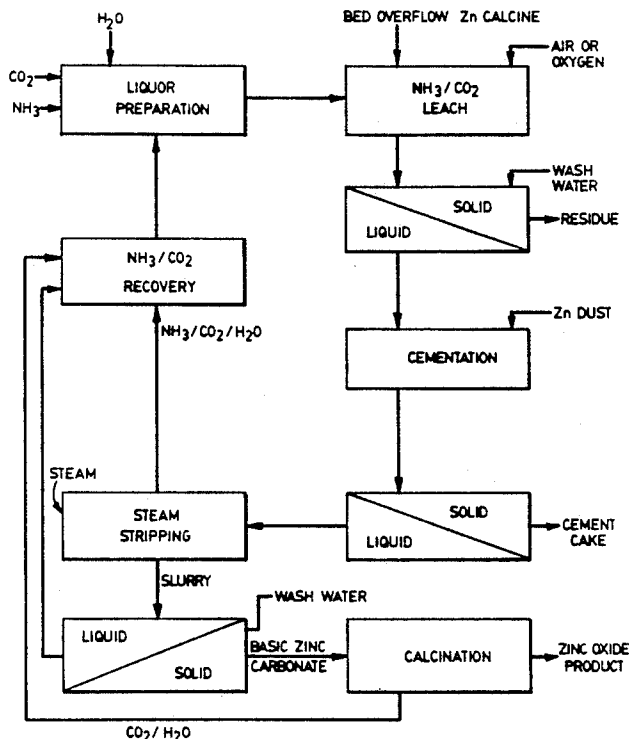 H₂O
BED OVERFLOW Zn CALCINE
CO₂
NH₃
LIQUOR
PREPARATION
NH₃/CO₂
LEACH
AIR OR
OXYGEN
WASH
WATER
SOLID
LIQUID
RESIDUE
NH₃/CO₂
RECOVERY
NH₃/CO₂/H₂O
Zn DUST
CEMENTATION
STEAM
STEAM
STRIPPING
SOLID
LIQUID
CEMENT
CAKE
SLURRY
WASH WATER
LIQUID
SOLID
BASIC ZINC
CARBONATE
CALCINATION
ZINC OXIDE
PRODUCT
CO₂/H₂O